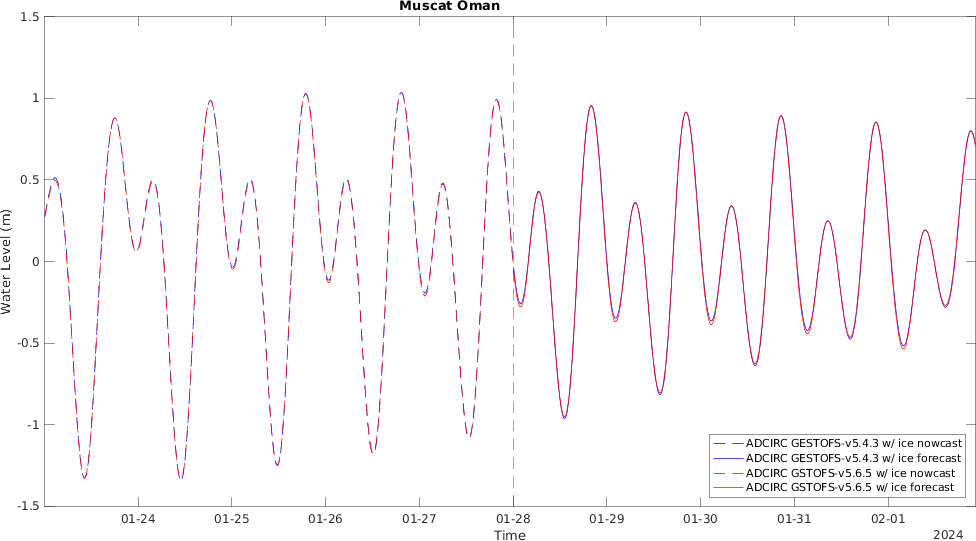 Muscat Oman
1.5
1
0.5
0
-0.5
-1
-1.5
Water Level (m)
01-24 01-25 01-26 01-27 01-28 01-29 01-30 01-31 02-01
Time
2024
ADCIRC GESTOFS-v5.4.3 w/ ice nowcast
ADCIRC GESTOFS-v5.4.3 w/ ice forecast
ADCIRC GSTOFS-v5.6.5 w/ ice nowcast
ADCIRC GSTOFS-v5.6.5 w/ ice forecast